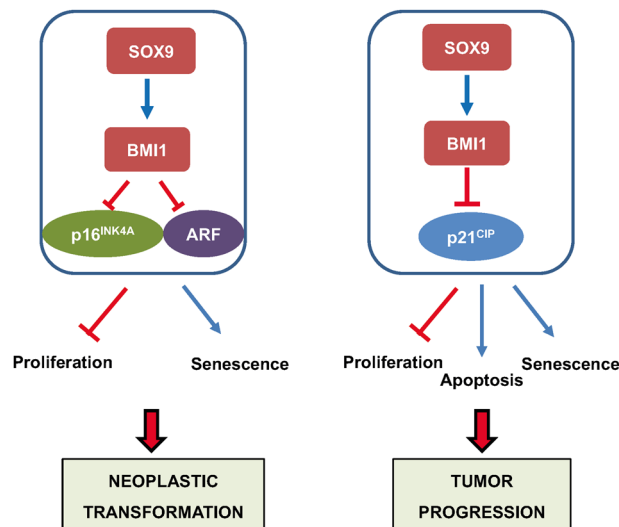 SOX9
BMI1
p16INK4A
ARF
Proliferation
Senescence
NEOPLASTIC
TRANSFORMATION
SOX9
BMI1
p21CIP
Proliferation
Apoptosis
Senescence
TUMOR
PROGRESSION